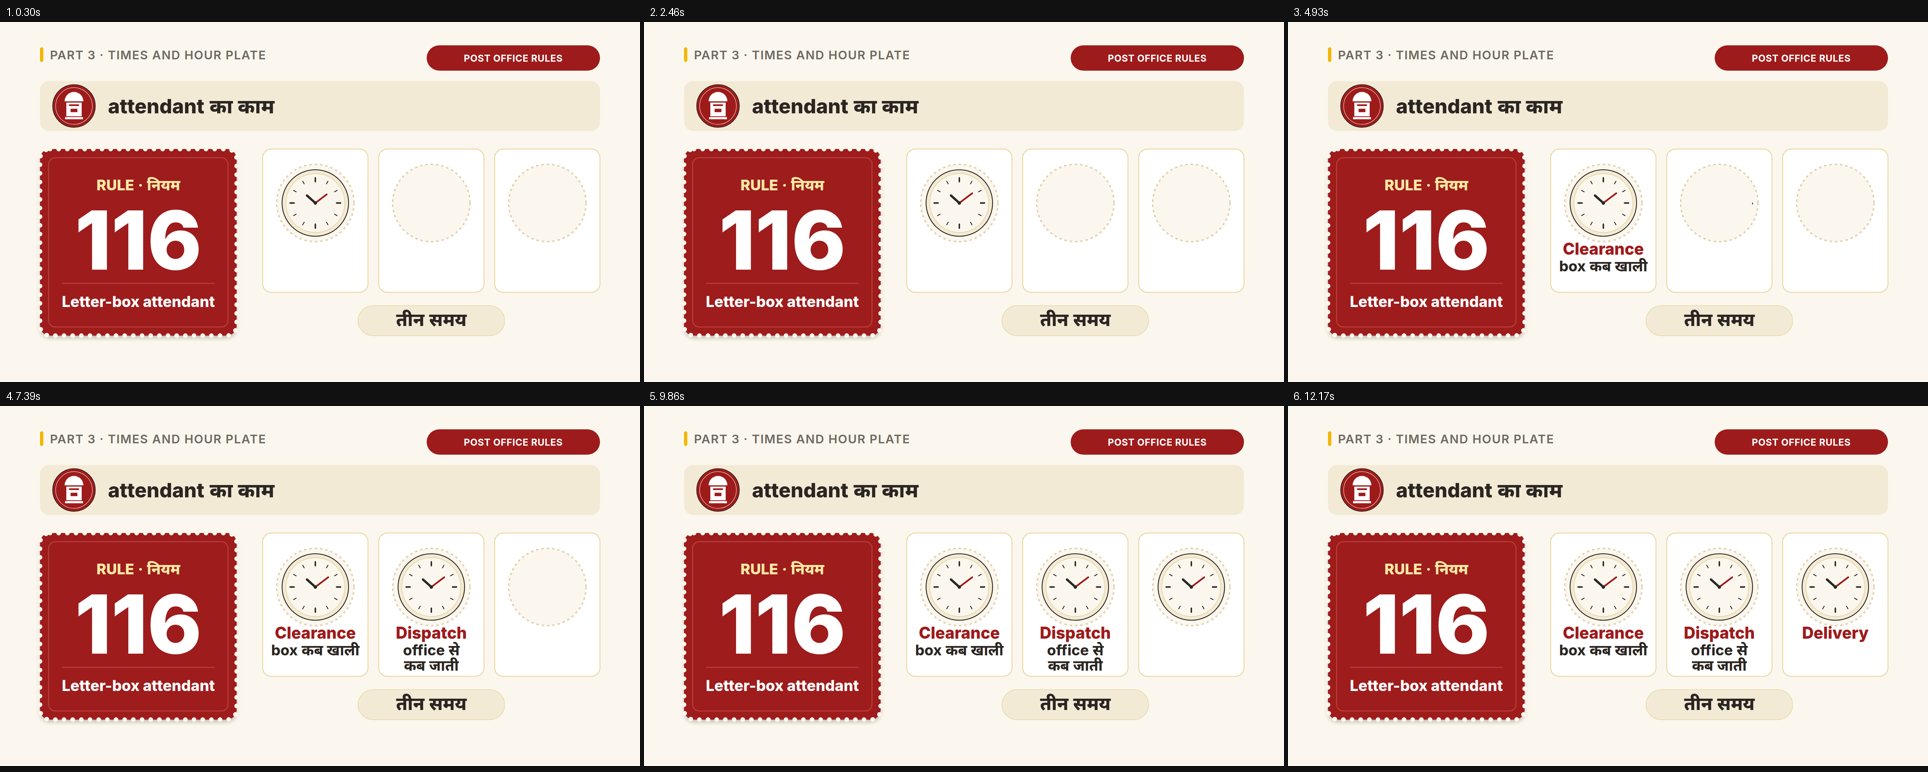 1. 0.30s
PART 3 · TIMES AND HOUR PLATE
POST OFFICE RULES
attendant का काम
RULE · नियम
116
Letter-box attendant
तीन समय
2. 2.46s
PART 3 · TIMES AND HOUR PLATE
POST OFFICE RULES
attendant का काम
RULE · नियम
116
Letter-box attendant
तीन समय
3. 4.93s
PART 3 · TIMES AND HOUR PLATE
POST OFFICE RULES
attendant का काम
RULE · नियम
116
Letter-box attendant
Clearance
box कब खाली
तीन समय
4. 7.39s
PART 3 · TIMES AND HOUR PLATE
POST OFFICE RULES
attendant का काम
RULE · नियम
116
Letter-box attendant
Clearance
box कब खाली
Dispatch
office से
कब जाती
तीन समय
5. 9.86s
PART 3 · TIMES AND HOUR PLATE
POST OFFICE RULES
attendant का काम
RULE · नियम
116
Letter-box attendant
Clearance
box कब खाली
Dispatch
office से
कब जाती
तीन समय
6. 12.17s
PART 3 · TIMES AND HOUR PLATE
POST OFFICE RULES
attendant का काम
RULE · नियम
116
Letter-box attendant
Clearance
box कब खाली
Dispatch
office से
कब जाती
Delivery
तीन समय